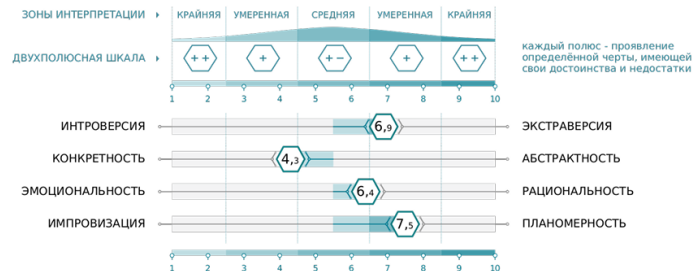 ЗОНЫ ИНТЕРПРЕТАЦИИ КРАЙНЯЯ УМЕРЕННАЯ СРЕДНЯЯ УМЕРЕННАЯ КРАЙНЯЯ
ДВУХПОЛЮСНАЯ ШКАЛА ++ + +− + ++
каждый полюс - проявление
определённой черты, имеющей
свои достоинства и недостатки
1 2 3 4 5 6 7 8 9 10
ИНТРОВЕРСИЯ 6,9 ЭКСТРАВЕРСИЯ
КОНКРЕТНОСТЬ 4,3 АБСТРАКТНОСТЬ
ЭМОЦИОНАЛЬНОСТЬ 6,4 РАЦИОНАЛЬНОСТЬ
ИМПРОВИЗАЦИЯ 7,5 ПЛАНОМЕРНОСТЬ
1 2 3 4 5 6 7 8 9 10